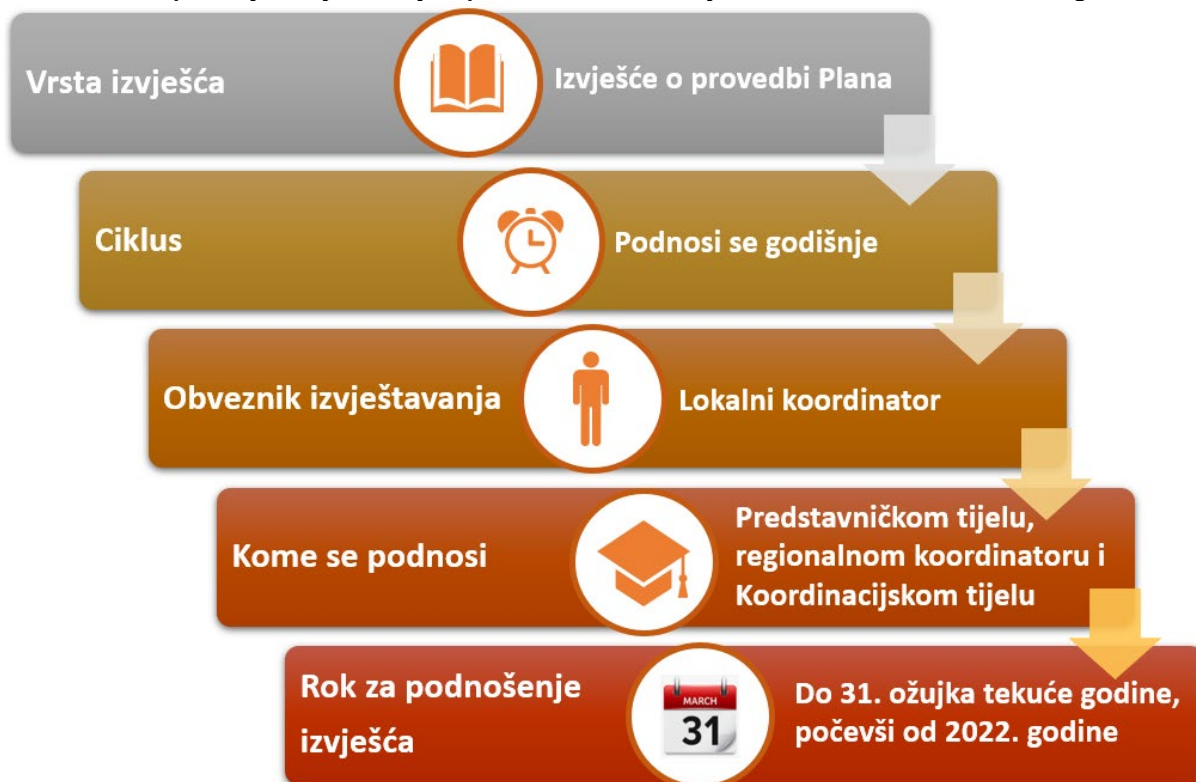 Vrsta izvješća
Izvješće o provedbi Plana
Ciklus
Podnosi se godišnje
Obveznik izvještavanja
Lokalni koordinator
Kome se podnosi
Predstavničkom tijelu,
regionalnom koordinatoru i
Koordinacijskom tijelu
Rok za podnošenje
izvješća
MARCH
31
Do 31. ožujka tekuće godine,
počevši od 2022. godine